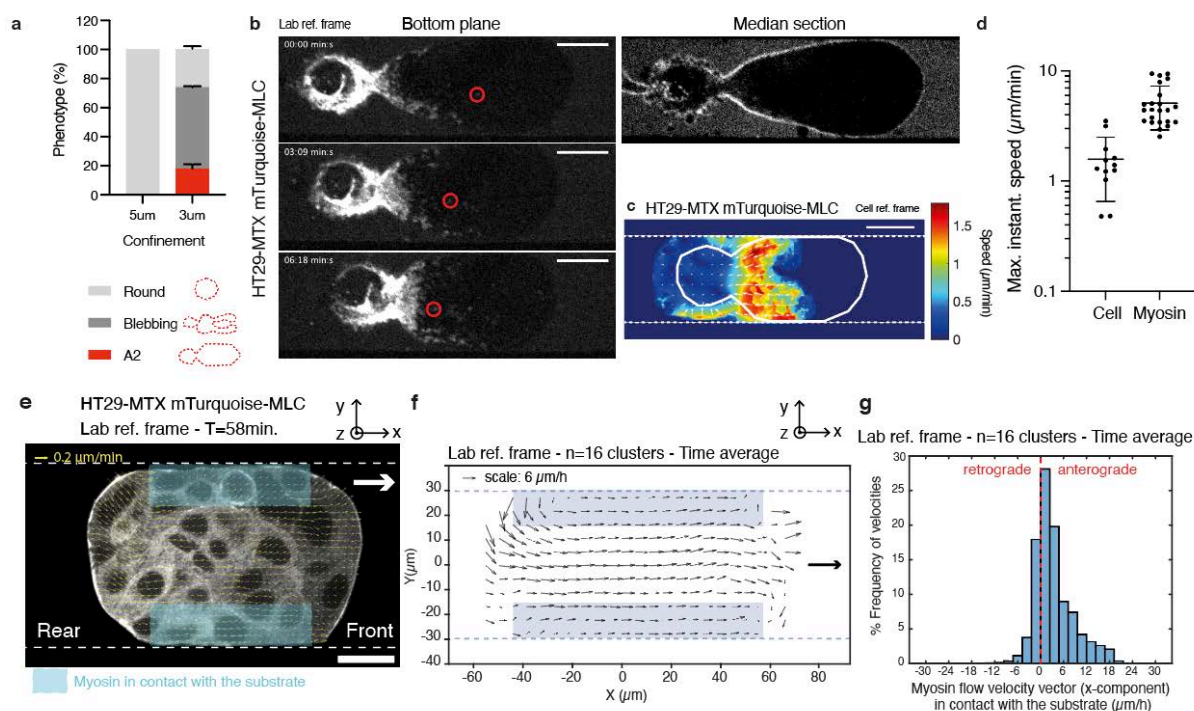 a
120
100
80
60
40
20
0
Phenotype (%)
5um 3um
Confinement
Round
Blebbing
A2
b
Lab ref. frame
Bottom plane
Median section
HT29-MTX mTurquoise-MLC
00:00 min:s
03:09 min:s
06:18 min:s
c HT29-MTX mTurquoise-MLC Cell ref. frame
1.5
1
0.5
0
Speed (µm/min)
d
10
1
0.1
Max. instant. speed (µm/min)
Cell Myosin
e HT29-MTX mTurquoise-MLC
Lab ref. frame - T=58min.
y
z x
0.2 µm/min
Rear Front
Myosin in contact with the substrate
f
y
z x
Lab ref. frame - n=16 clusters - Time average
scale: 6 µm/h
30
20
10
0
-10
-20
-30
-40
Y(µm)
-60 -40 -20 0 20 40 60 80
X (µm)
g
Lab ref. frame - n=16 clusters - Time average
retrograde anterograde
30
25
20
15
10
5
0
% Frequency of velocities
-30 -24 -18 -12 -6 0 6 12 18 24 30
Myosin flow velocity vector (x-component)
in contact with the substrate (µm/h)